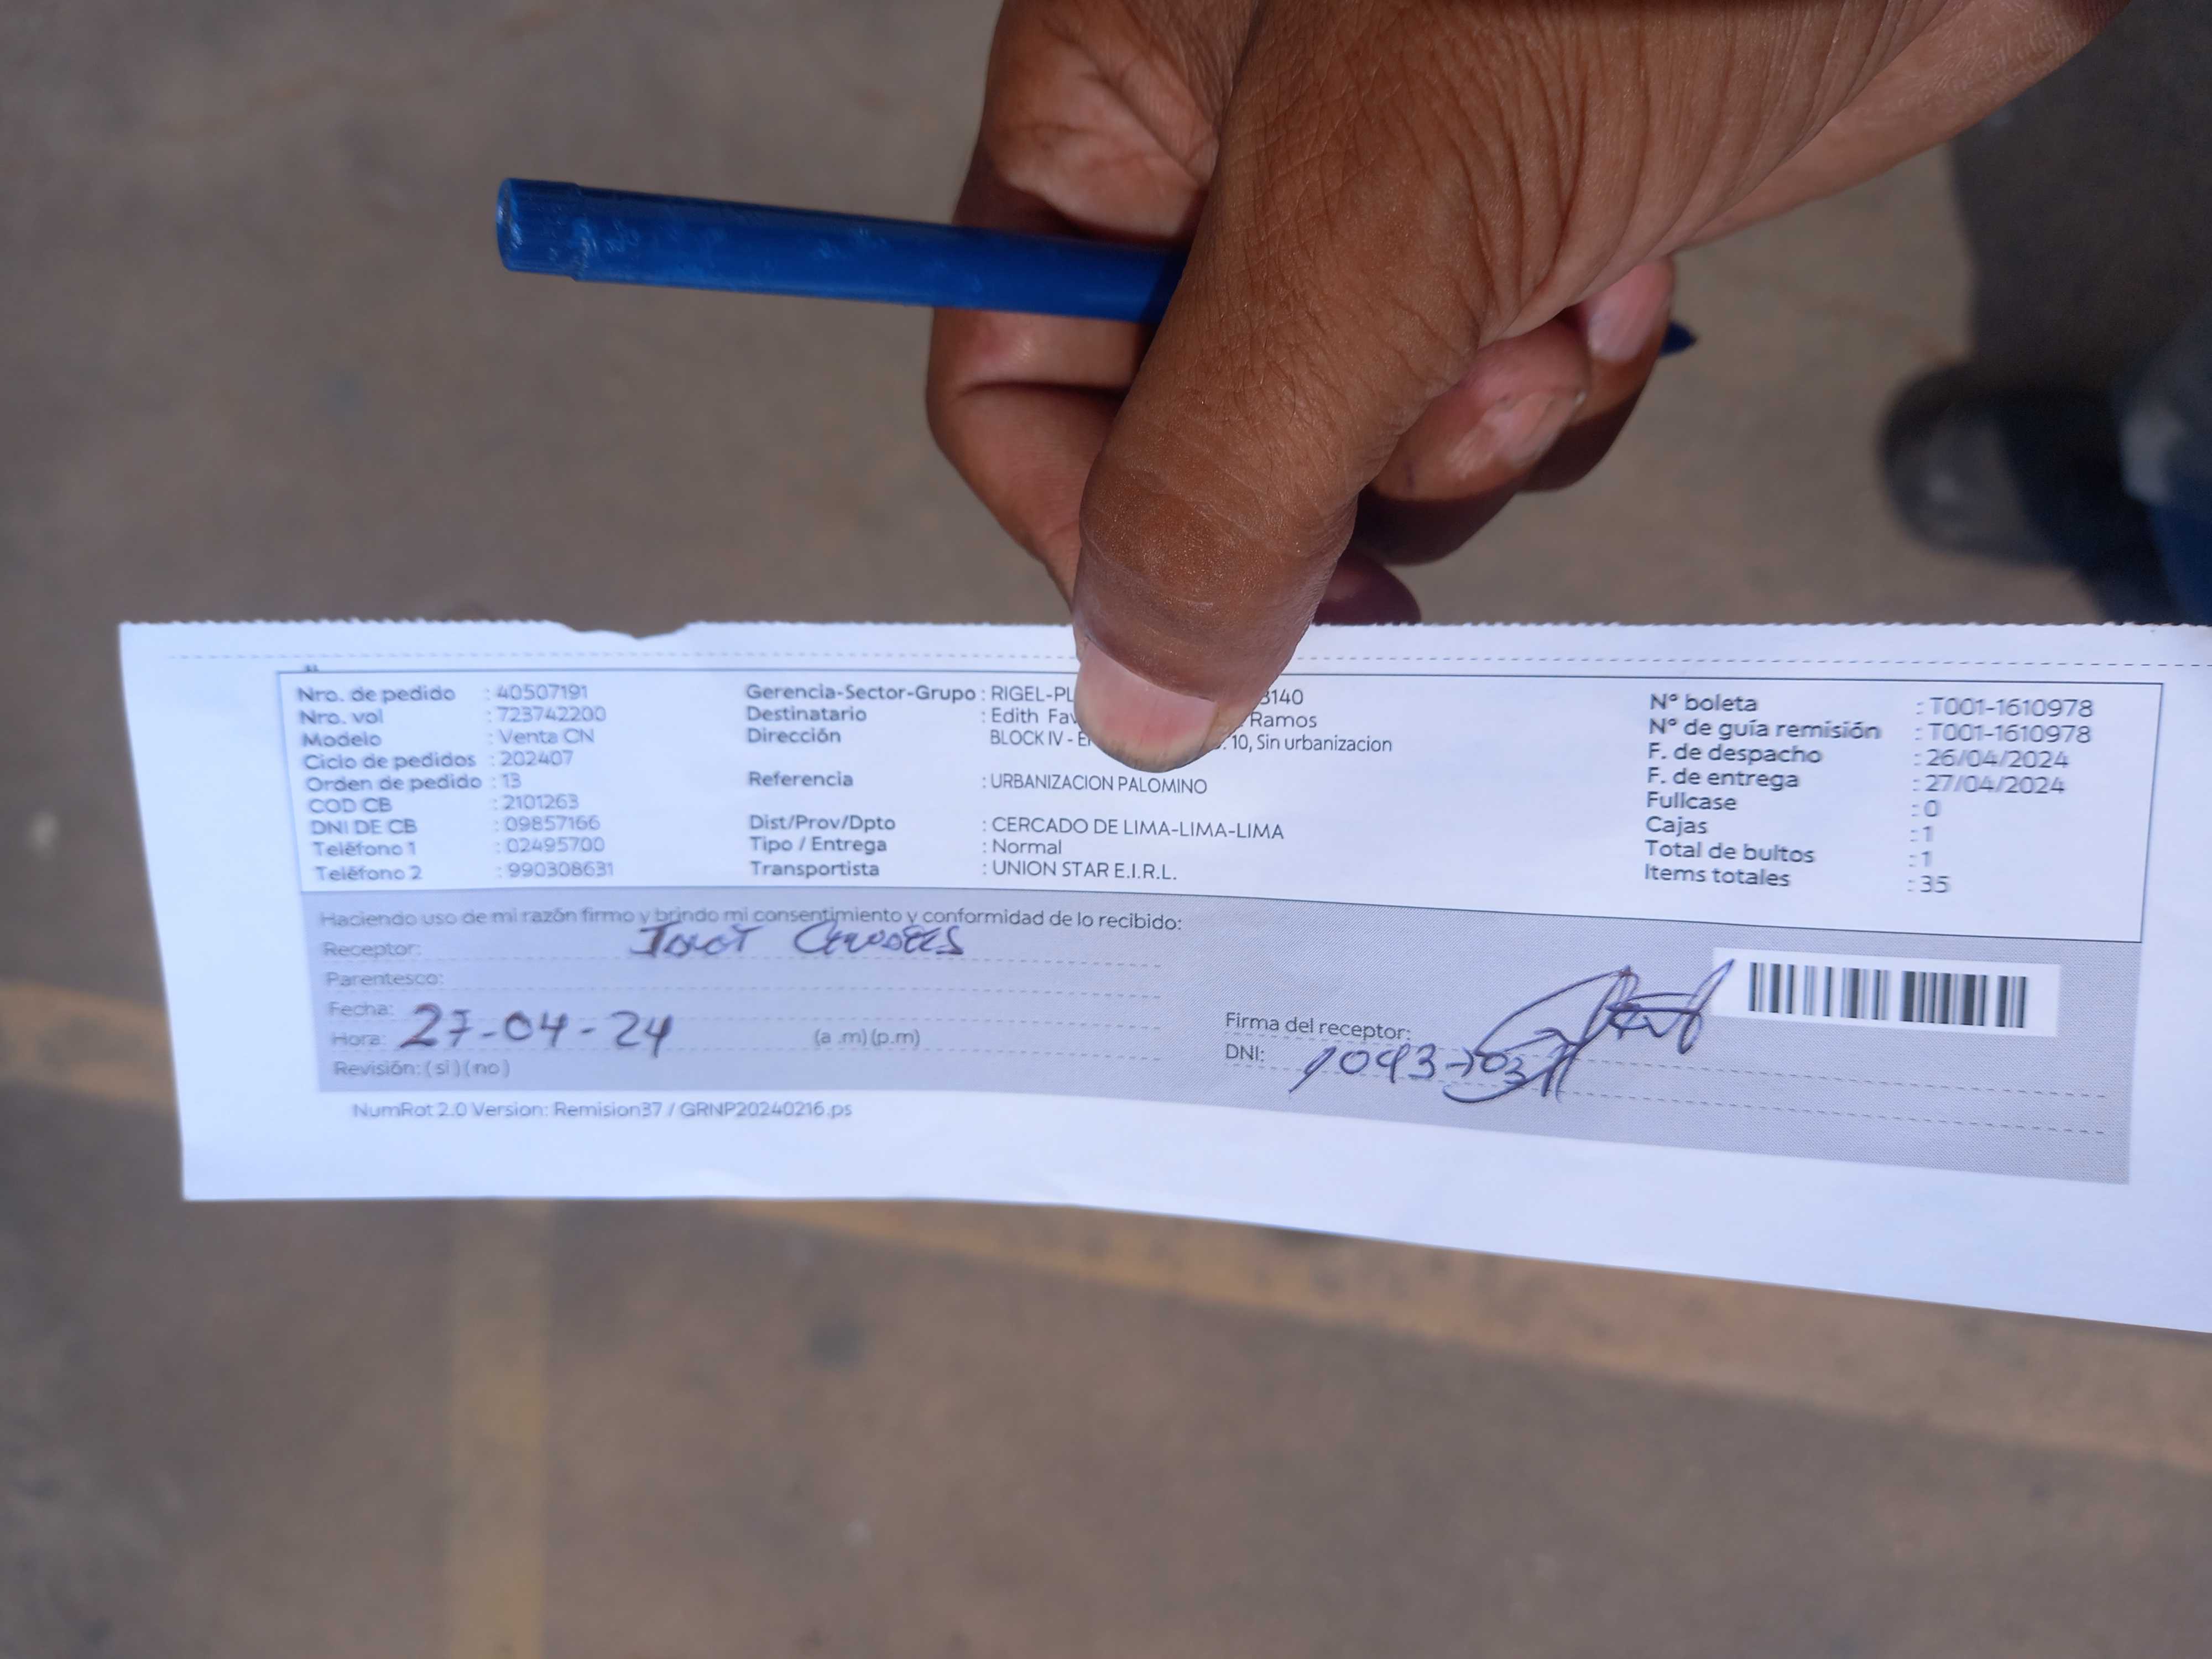 Nro. de pedido : 40507191
Nro. vol : 723742200
Modelo : Venta CN
Ciclo de pedidos : 202407
Orden de pedido : 13
COD CB : 2101263
DNI DE CB : 09857166
Teléfono 1 : 02495700
Teléfono 2 : 990308631
Gerencia-Sector-Grupo : RIGEL-PL 3140
Destinatario : Edith Ramos
Dirección BLOCK IV - 10, Sin urbanizacion
Referencia : URBANIZACION PALOMINO
Dist/Prov/Dpto : CERCADO DE LIMA-LIMA-LIMA
Tipo / Entrega : Normal
Transportista : UNION STAR E.I.R.L.
Nº boleta : T001-1610978
Nº de guía remisión : T001-1610978
F. de despacho : 26/04/2024
F. de entrega : 27/04/2024
Fullcase : 0
Cajas : 1
Total de bultos : 1
Items totales : 35
Haciendo uso de mi razón firmo y brindo mi consentimiento y conformidad de lo recibido:
Receptor:
Parentesco:
Fecha:
Hora: 27-04-24 (a .m) (p.m)
Revisión: ( si ) ( no )
Firma del receptor:
DNI:
NumRot 2.0 Version: Remision37 / GRNP20240216.ps